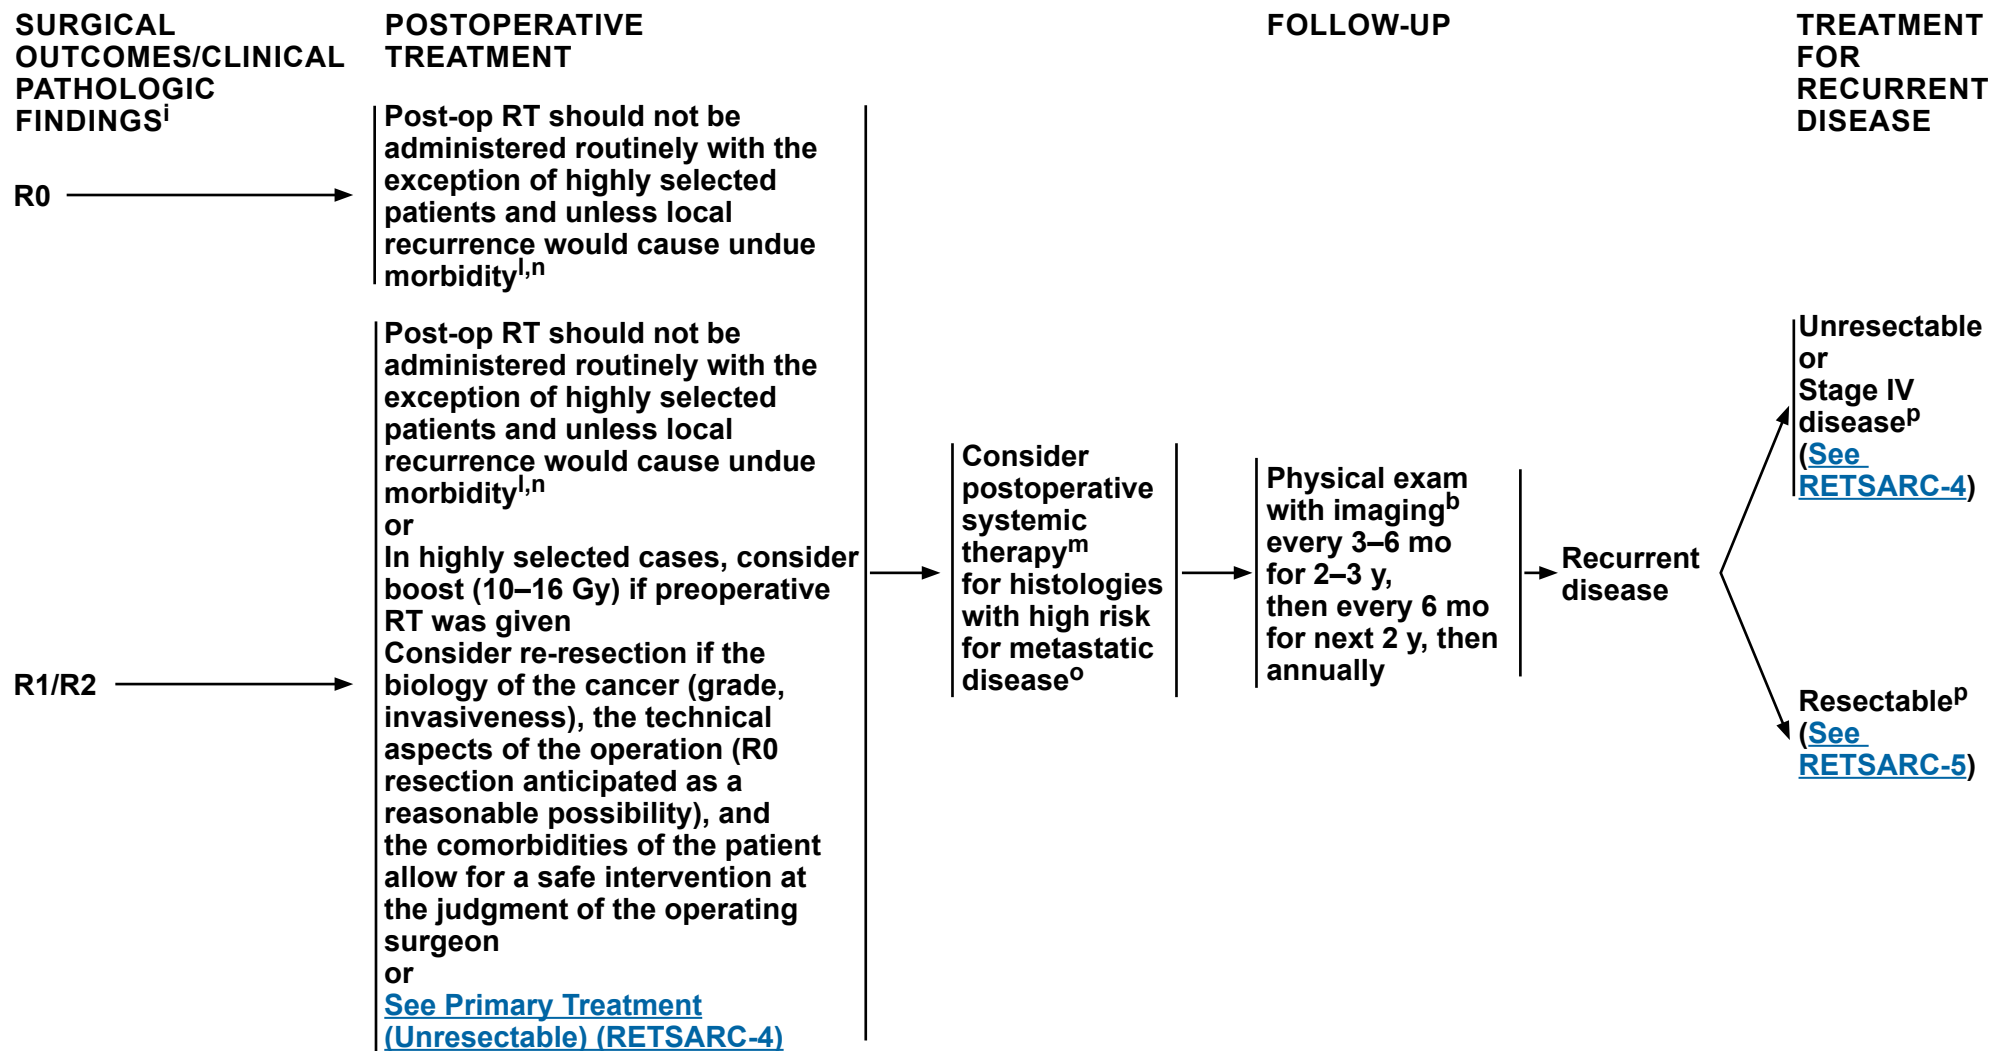 SURGICAL
OUTCOMES/CLINICAL
PATHOLOGIC
FINDINGSi
POSTOPERATIVE
TREATMENT
FOLLOW-UP
TREATMENT
FOR
RECURRENT
DISEASE
R0
Post-op RT should not be
administered routinely with the
exception of highly selected
patients and unless local
recurrence would cause undue
morbidityl,n
R1/R2
Post-op RT should not be
administered routinely with the
exception of highly selected
patients and unless local
recurrence would cause undue
morbidityl,n
or
In highly selected cases, consider
boost (10–16 Gy) if preoperative
RT was given
Consider re-resection if the
biology of the cancer (grade,
invasiveness), the technical
aspects of the operation (R0
resection anticipated as a
reasonable possibility), and
the comorbidities of the patient
allow for a safe intervention at
the judgment of the operating
surgeon
or
See Primary Treatment
(Unresectable) (RETSARC-4)
Consider
postoperative
systemic
therapym
for histologies
with high risk
for metastatic
diseaseo
Physical exam
with imagingb
every 3–6 mo
for 2–3 y,
then every 6 mo
for next 2 y, then
annually
Recurrent
disease
Unresectable
or
Stage IV
diseasep
(See
RETSARC-4)
Resectablep
(See
RETSARC-5)